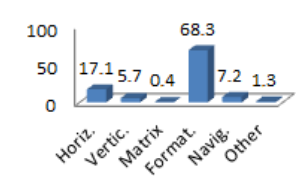 100
50
0
17.1 5.7 0.4 68.3 7.2 1.3
Horiz. Vertic. Matrix Format. Navig. Other